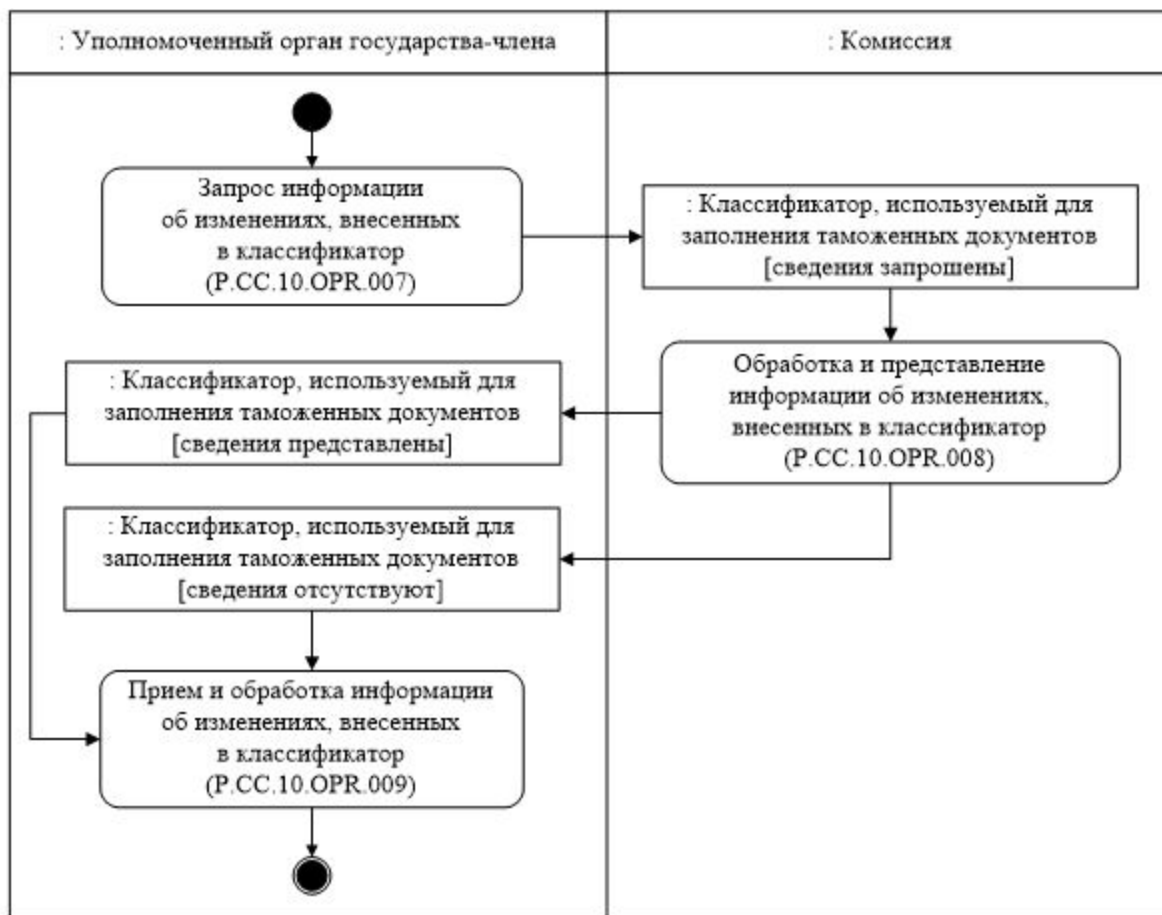 : Уполномоченный орган государства-члена
: Комиссия
Запрос информации
об изменениях, внесенных
в классификатор
(P.CC.10.OPR.007)
: Классификатор, используемый для
заполнения таможенных документов
[сведения запрошены]
Обработка и представление
информации об изменениях,
внесенных в классификатор
(P.CC.10.OPR.008)
: Классификатор, используемый для
заполнения таможенных документов
[сведения представлены]
: Классификатор, используемый для
заполнения таможенных документов
[сведения отсутствуют]
Прием и обработка информации
об изменениях, внесенных
в классификатор
(P.CC.10.OPR.009)